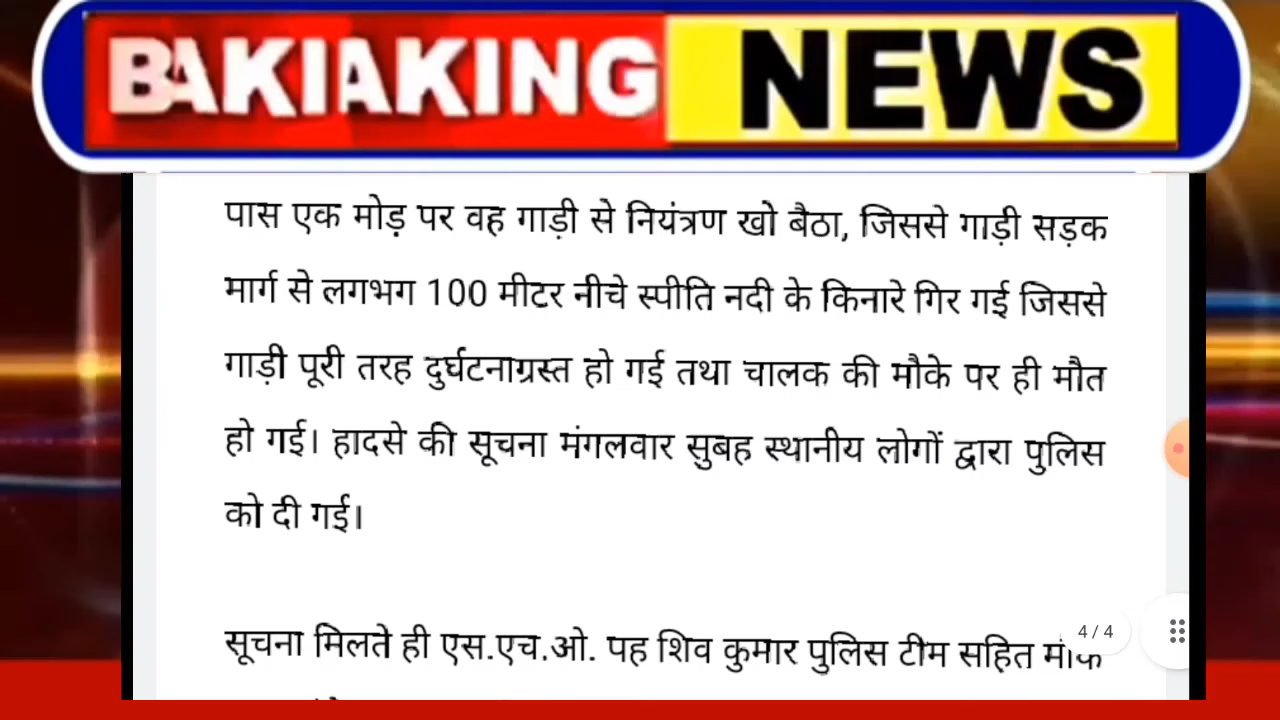 BAKIAKING NEWS
पास एक मोड़ पर वह गाड़ी से नियंत्रण खो बैठा, जिससे गाड़ी सड़क
मार्ग से लगभग 100 मीटर नीचे स्पीति नदी के किनारे गिर गई जिससे
गाड़ी पूरी तरह दुर्घटनाग्रस्त हो गई तथा चालक की मौके पर ही मौत
हो गई। हादसे की सूचना मंगलवार सुबह स्थानीय लोगों द्वारा पुलिस
को दी गई।
सूचना मिलते ही एस.एच.ओ. पह शिव कुमार पुलिस टीम सहित
4 / 4